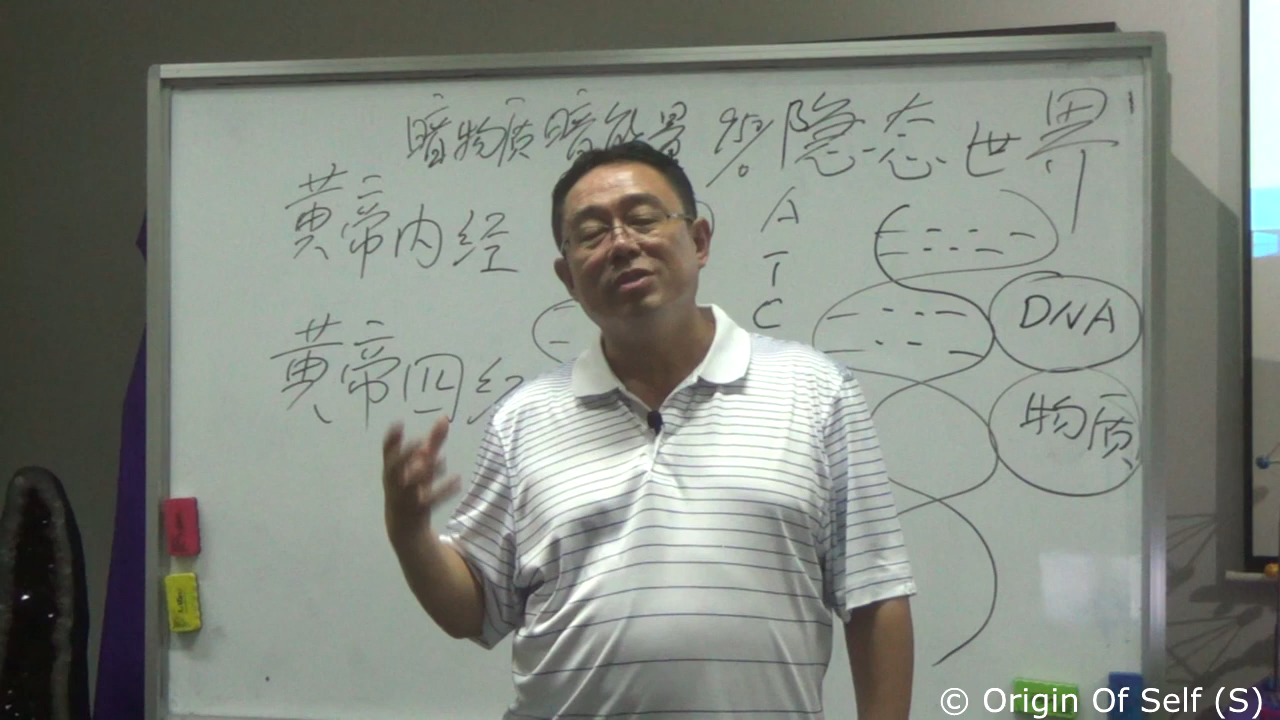 暗物质暗能量 95% 隐态世界
黄帝内经
黄帝四经
A
T
C
DNA
物质
© Origin Of Self (S)